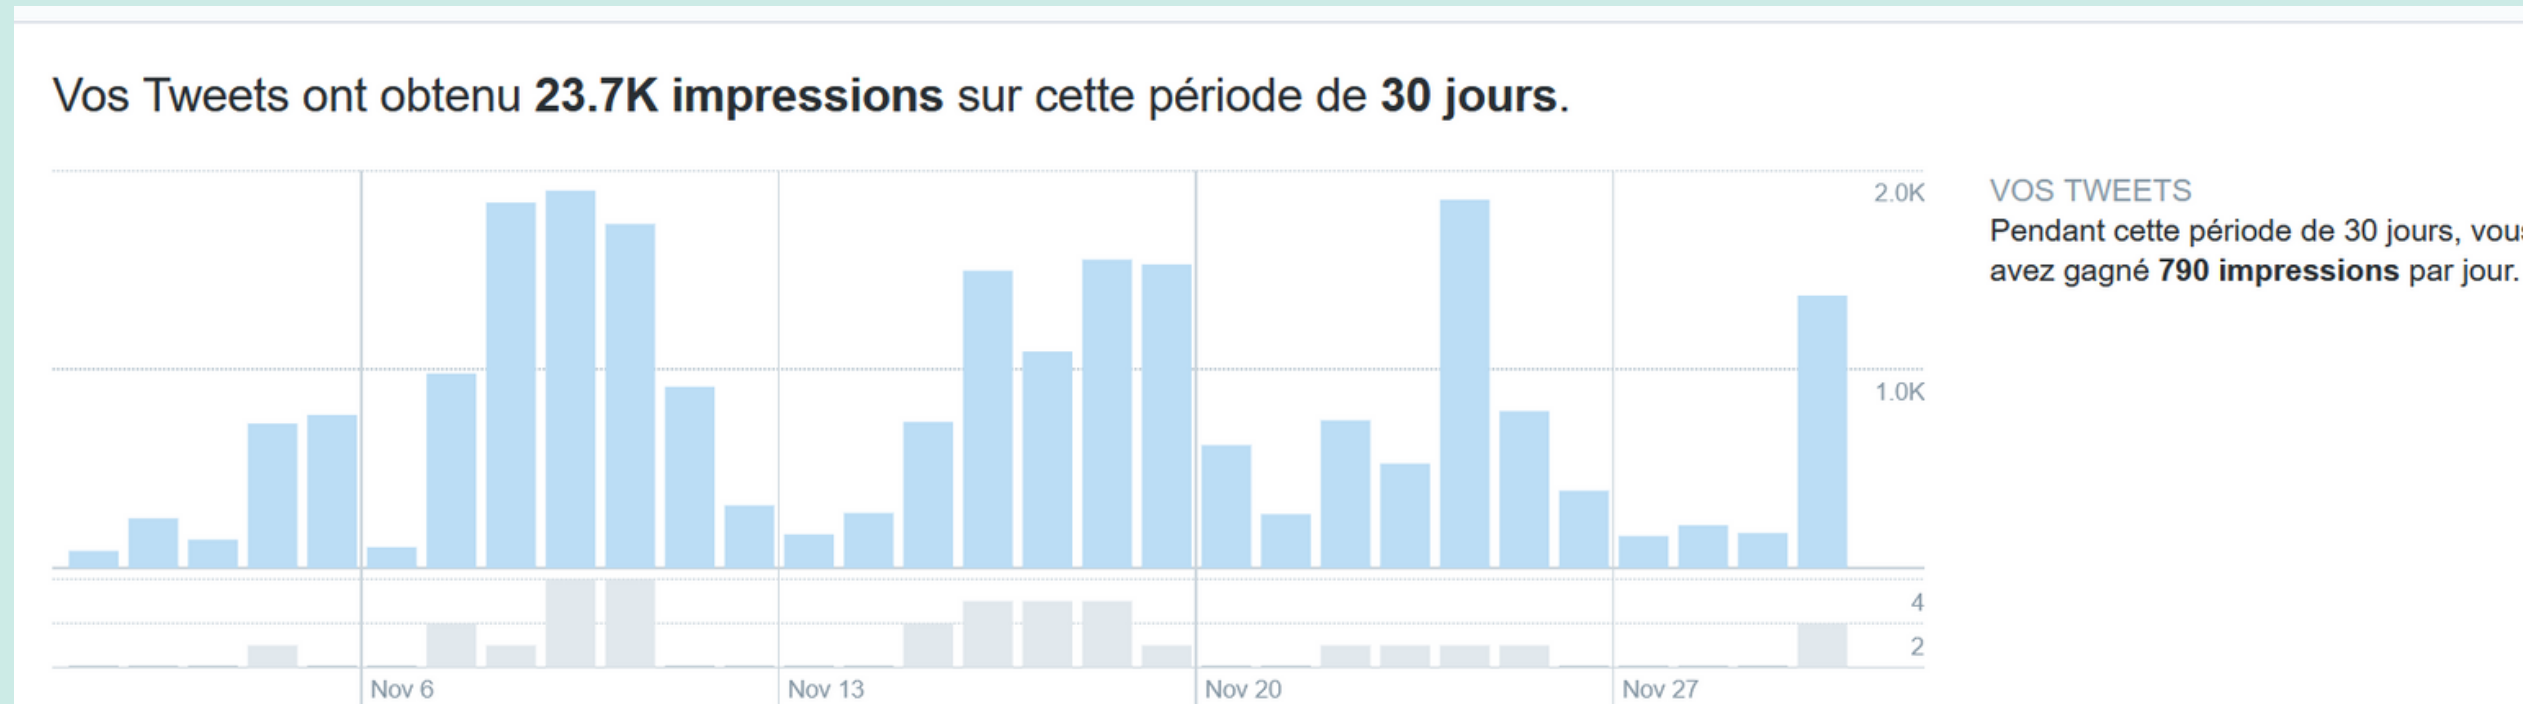 Vos Tweets ont obtenu 23.7K impressions sur cette période de 30 jours.
2.0K
1.0K
4
2
Nov 6
Nov 13
Nov 20
Nov 27
VOS TWEETS
Pendant cette période de 30 jours, vous
avez gagné 790 impressions par jour.